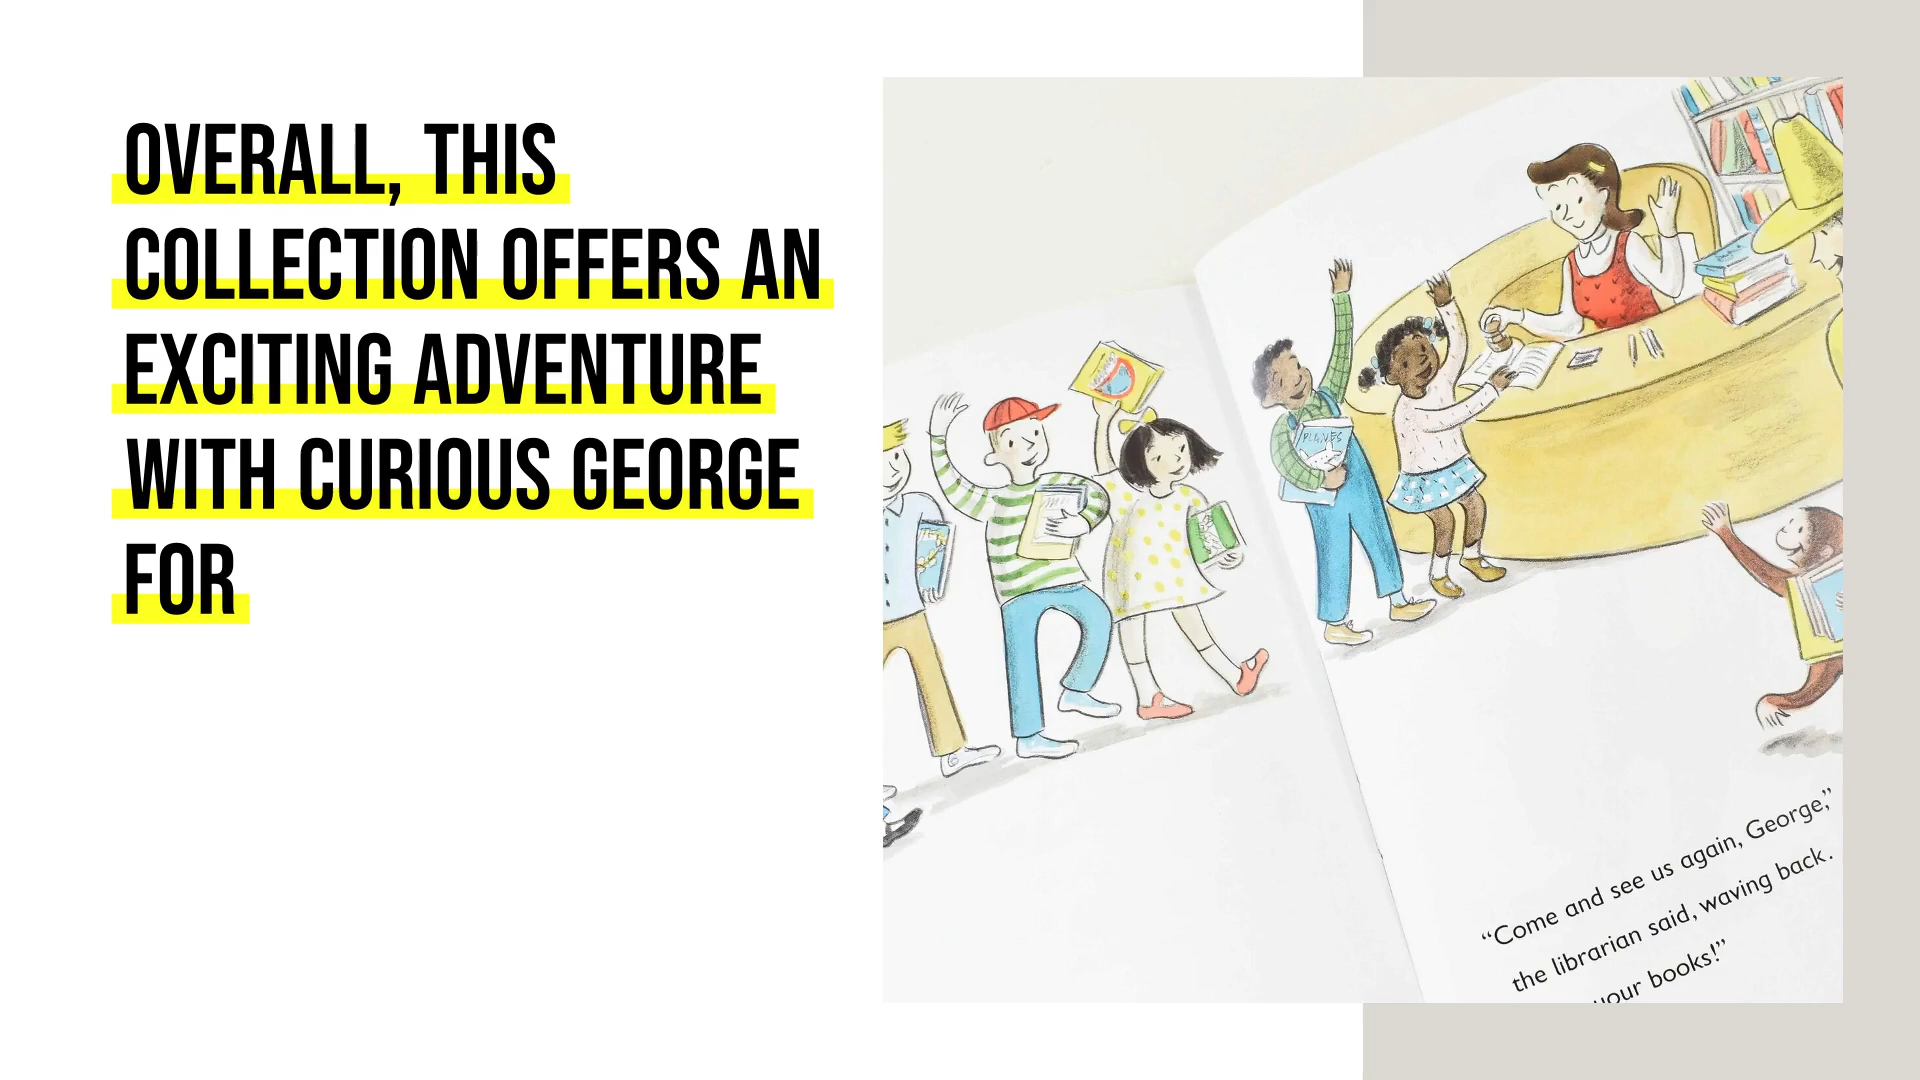 OVERALL, THIS
COLLECTION OFFERS AN
EXCITING ADVENTURE
WITH CURIOUS GEORGE
FOR
PLANES
“Come and see us again, George,”
the librarian said, waving back.
your books!”